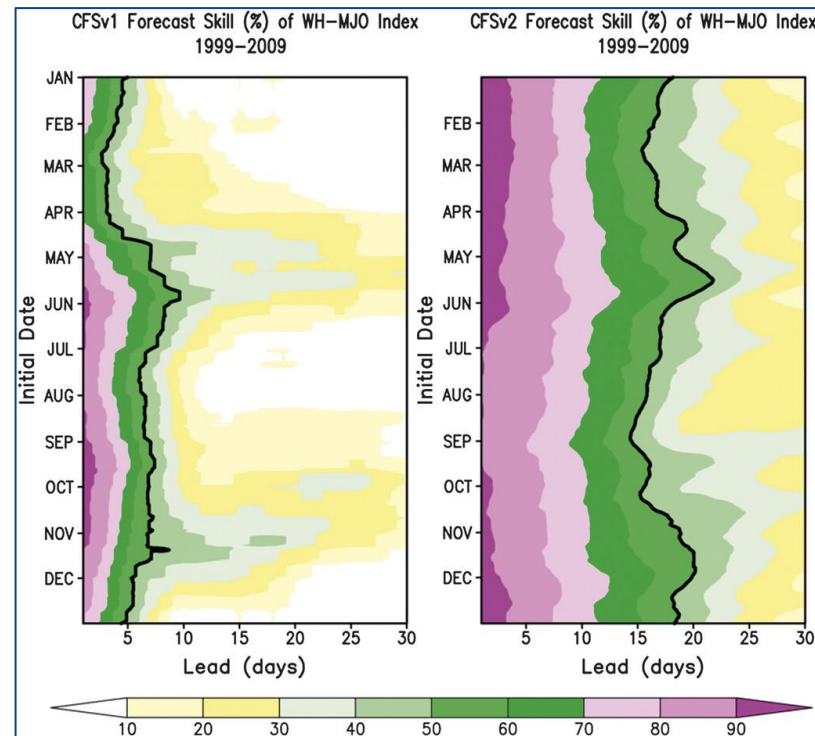 CFSv1 Forecast Skill (%) of WH-MJO Index
1999-2009
CFSv2 Forecast Skill (%) of WH-MJO Index
1999-2009
Initial Date
JAN
FEB
MAR
APR
MAY
JUN
JUL
AUG
SEP
OCT
NOV
DEC
5 10 15 20 25 30
Lead (days)
Initial Date
FEB
MAR
APR
MAY
JUN
JUL
AUG
SEP
OCT
NOV
DEC
5 10 15 20 25 30
Lead (days)
10 20 30 40 50 60 70 80 90